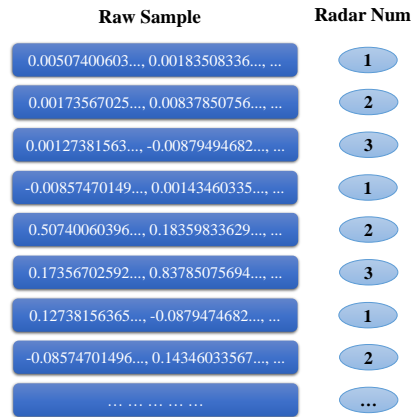 Raw Sample Radar Num
0.00507400603..., 0.00183508336..., ... 1
0.00173567025..., 0.00837850756..., ... 2
0.00127381563..., -0.00879494682..., ... 3
-0.00857470149..., 0.00143460335..., ... 1
0.50740060396..., 0.18359833629..., ... 2
0.17356702592..., 0.83785075694..., ... 3
0.12738156365..., -0.0879474682..., ... 1
-0.08574701496..., 0.14346033567..., ... 2
... ... ... ... ... ...